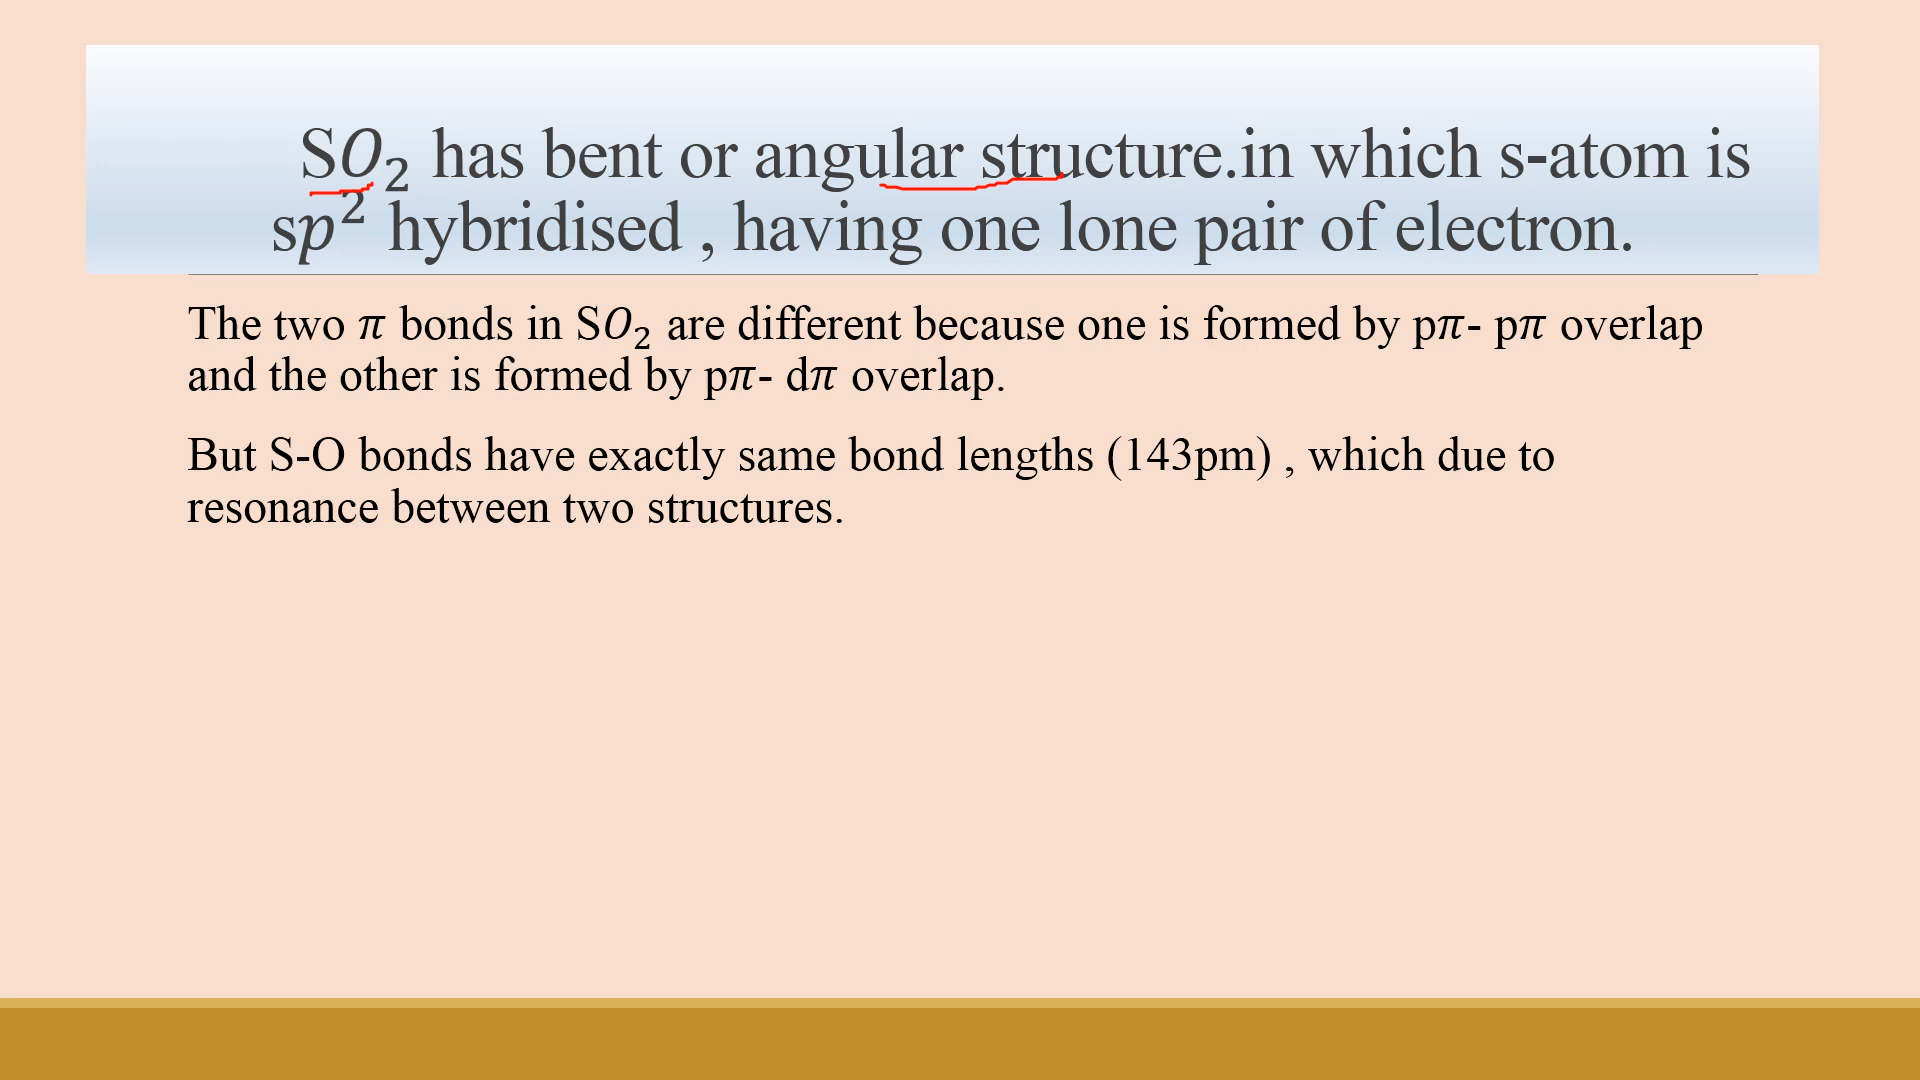 SO₂ has bent or angular structure.in which s-atom is
sp² hybridised , having one lone pair of electron.
The two π bonds in SO₂ are different because one is formed by pπ- pπ overlap
and the other is formed by pπ- dπ overlap.
But S-O bonds have exactly same bond lengths (143pm) , which due to
resonance between two structures.